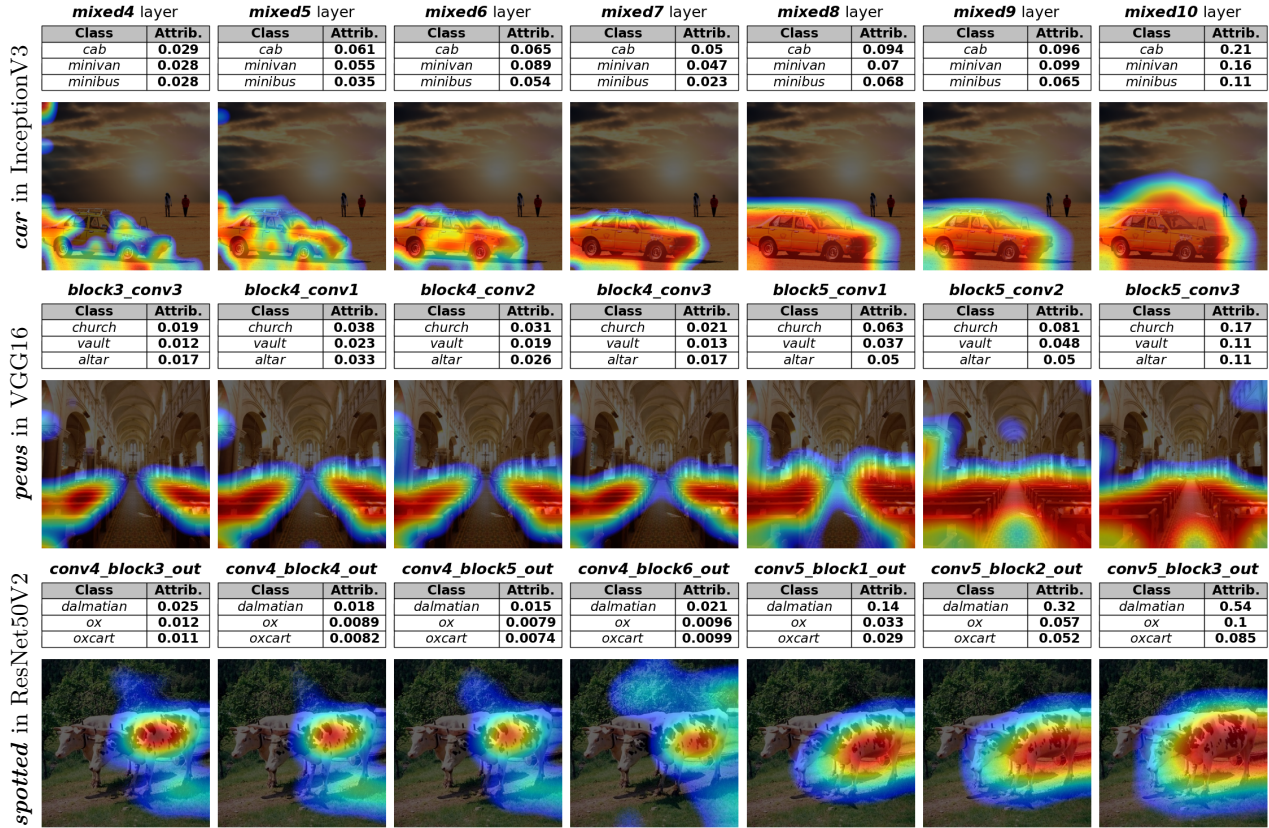 car in InceptionV3
mixed4 layer mixed5 layer mixed6 layer mixed7 layer mixed8 layer mixed9 layer mixed10 layer
Class Attrib. Class Attrib. Class Attrib. Class Attrib. Class Attrib. Class Attrib. Class Attrib.
cab 0.029 cab 0.061 cab 0.065 cab 0.05 cab 0.094 cab 0.096 cab 0.21
minivan 0.028 minivan 0.055 minivan 0.089 minivan 0.047 minivan 0.07 minivan 0.099 minivan 0.16
minibus 0.028 minibus 0.035 minibus 0.054 minibus 0.023 minibus 0.068 minibus 0.065 minibus 0.11
pews in VGG16
block3_conv3 block4_conv1 block4_conv2 block4_conv3 block5_conv1 block5_conv2 block5_conv3
Class Attrib. Class Attrib. Class Attrib. Class Attrib. Class Attrib. Class Attrib. Class Attrib.
church 0.019 church 0.038 church 0.031 church 0.021 church 0.063 church 0.081 church 0.17
vault 0.012 vault 0.023 vault 0.019 vault 0.013 vault 0.037 vault 0.048 vault 0.11
altar 0.017 altar 0.033 altar 0.026 altar 0.017 altar 0.05 altar 0.05 altar 0.11
spotted in ResNet50V2
conv4_block3_out conv4_block4_out conv4_block5_out conv4_block6_out conv5_block1_out conv5_block2_out conv5_block3_out
Class Attrib. Class Attrib. Class Attrib. Class Attrib. Class Attrib. Class Attrib. Class Attrib.
dalmatian 0.025 dalmatian 0.018 dalmatian 0.015 dalmatian 0.021 dalmatian 0.14 dalmatian 0.32 dalmatian 0.54
ox 0.012 ox 0.0089 ox 0.0079 ox 0.0096 ox 0.033 ox 0.057 ox 0.1
oxcart 0.011 oxcart 0.0082 oxcart 0.0074 oxcart 0.0099 oxcart 0.029 oxcart 0.052 oxcart 0.085